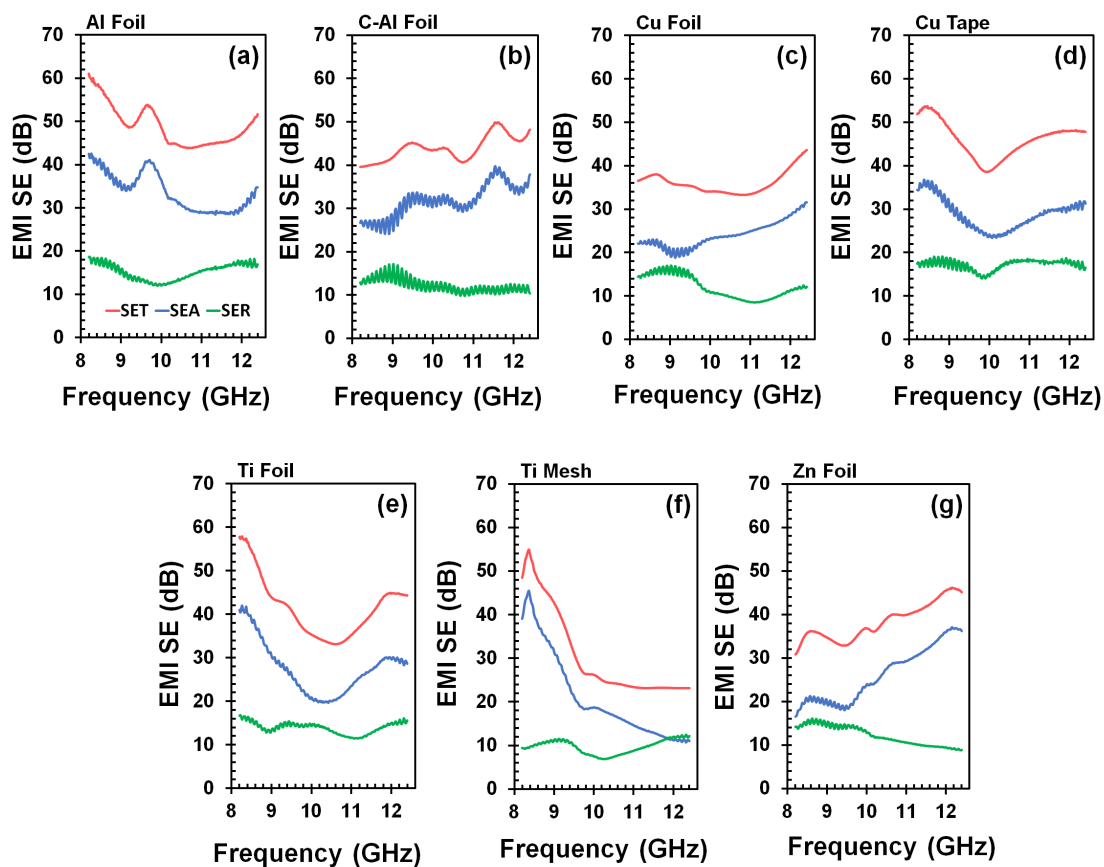 Al Foil
C-Al Foil
Cu Foil
Cu Tape
(a)
(b)
(c)
(d)
EMI SE (dB)
70
60
50
40
30
20
10
0
SET SEA SER
8 9 10 11 12
Frequency (GHz)
EMI SE (dB)
70
60
50
40
30
20
10
0
8 9 10 11 12
Frequency (GHz)
EMI SE (dB)
70
60
50
40
30
20
10
0
8 9 10 11 12
Frequency (GHz)
EMI SE (dB)
70
60
50
40
30
20
10
0
8 9 10 11 12
Frequency (GHz)
Ti Foil
Ti Mesh
Zn Foil
(e)
(f)
(g)
EMI SE (dB)
70
60
50
40
30
20
10
0
8 9 10 11 12
Frequency (GHz)
EMI SE (dB)
70
60
50
40
30
20
10
0
8 9 10 11 12
Frequency (GHz)
EMI SE (dB)
70
60
50
40
30
20
10
0
8 9 10 11 12
Frequency (GHz)